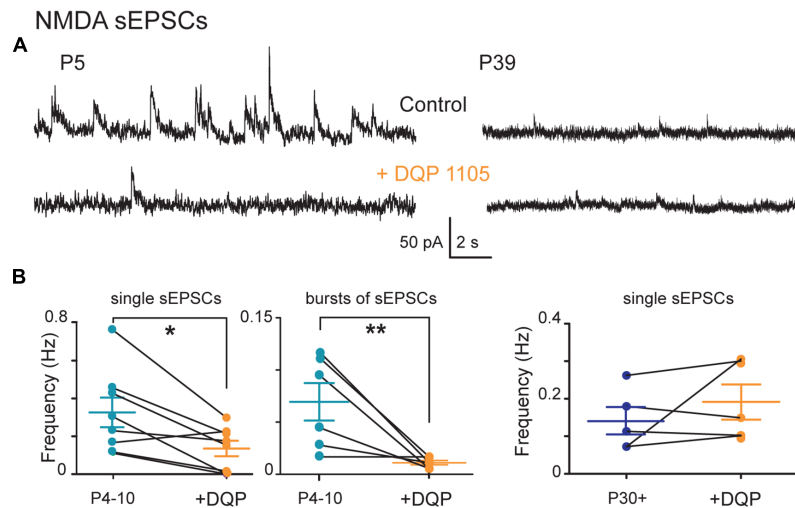 NMDA sEPSCs
A
P5
P39
Control
+ DQP 1105
50 pA
2 s
B
single sEPSCs
bursts of sEPSCs
single sEPSCs
0.8
*
0.15
**
0.4
Frequency (Hz)
Frequency (Hz)
0.2
0
0
0
P4-10
+DQP
P4-10
+DQP
P30+
+DQP